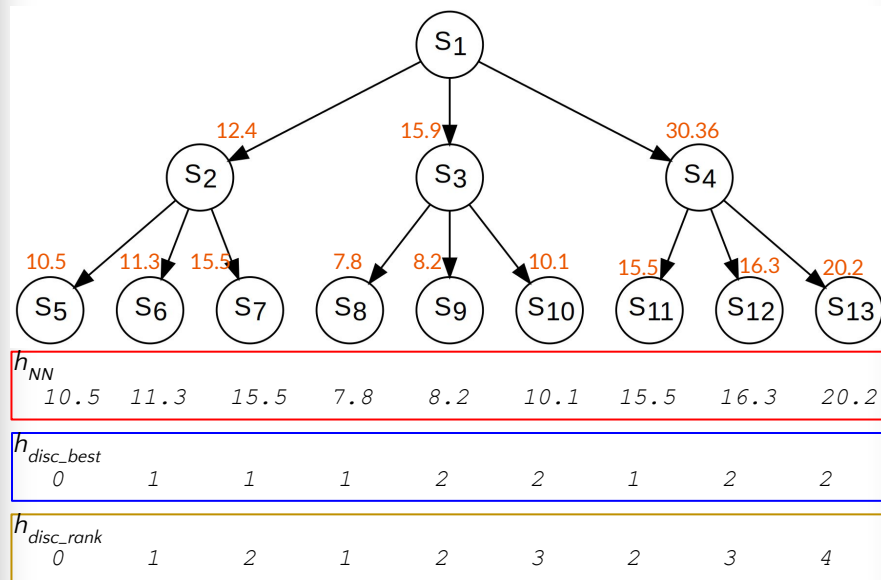 S1
12.4 15.9 30.36
S2 S3 S4
10.5 11.3 15.5 7.8 8.2 10.1 15.5 16.3 20.2
S5 S6 S7 S8 S9 S10 S11 S12 S13
hNN
10.5 11.3 15.5 7.8 8.2 10.1 15.5 16.3 20.2
hdisc_best
0 1 1 1 2 2 1 2 2
hdisc_rank
0 1 2 1 2 3 2 3 4